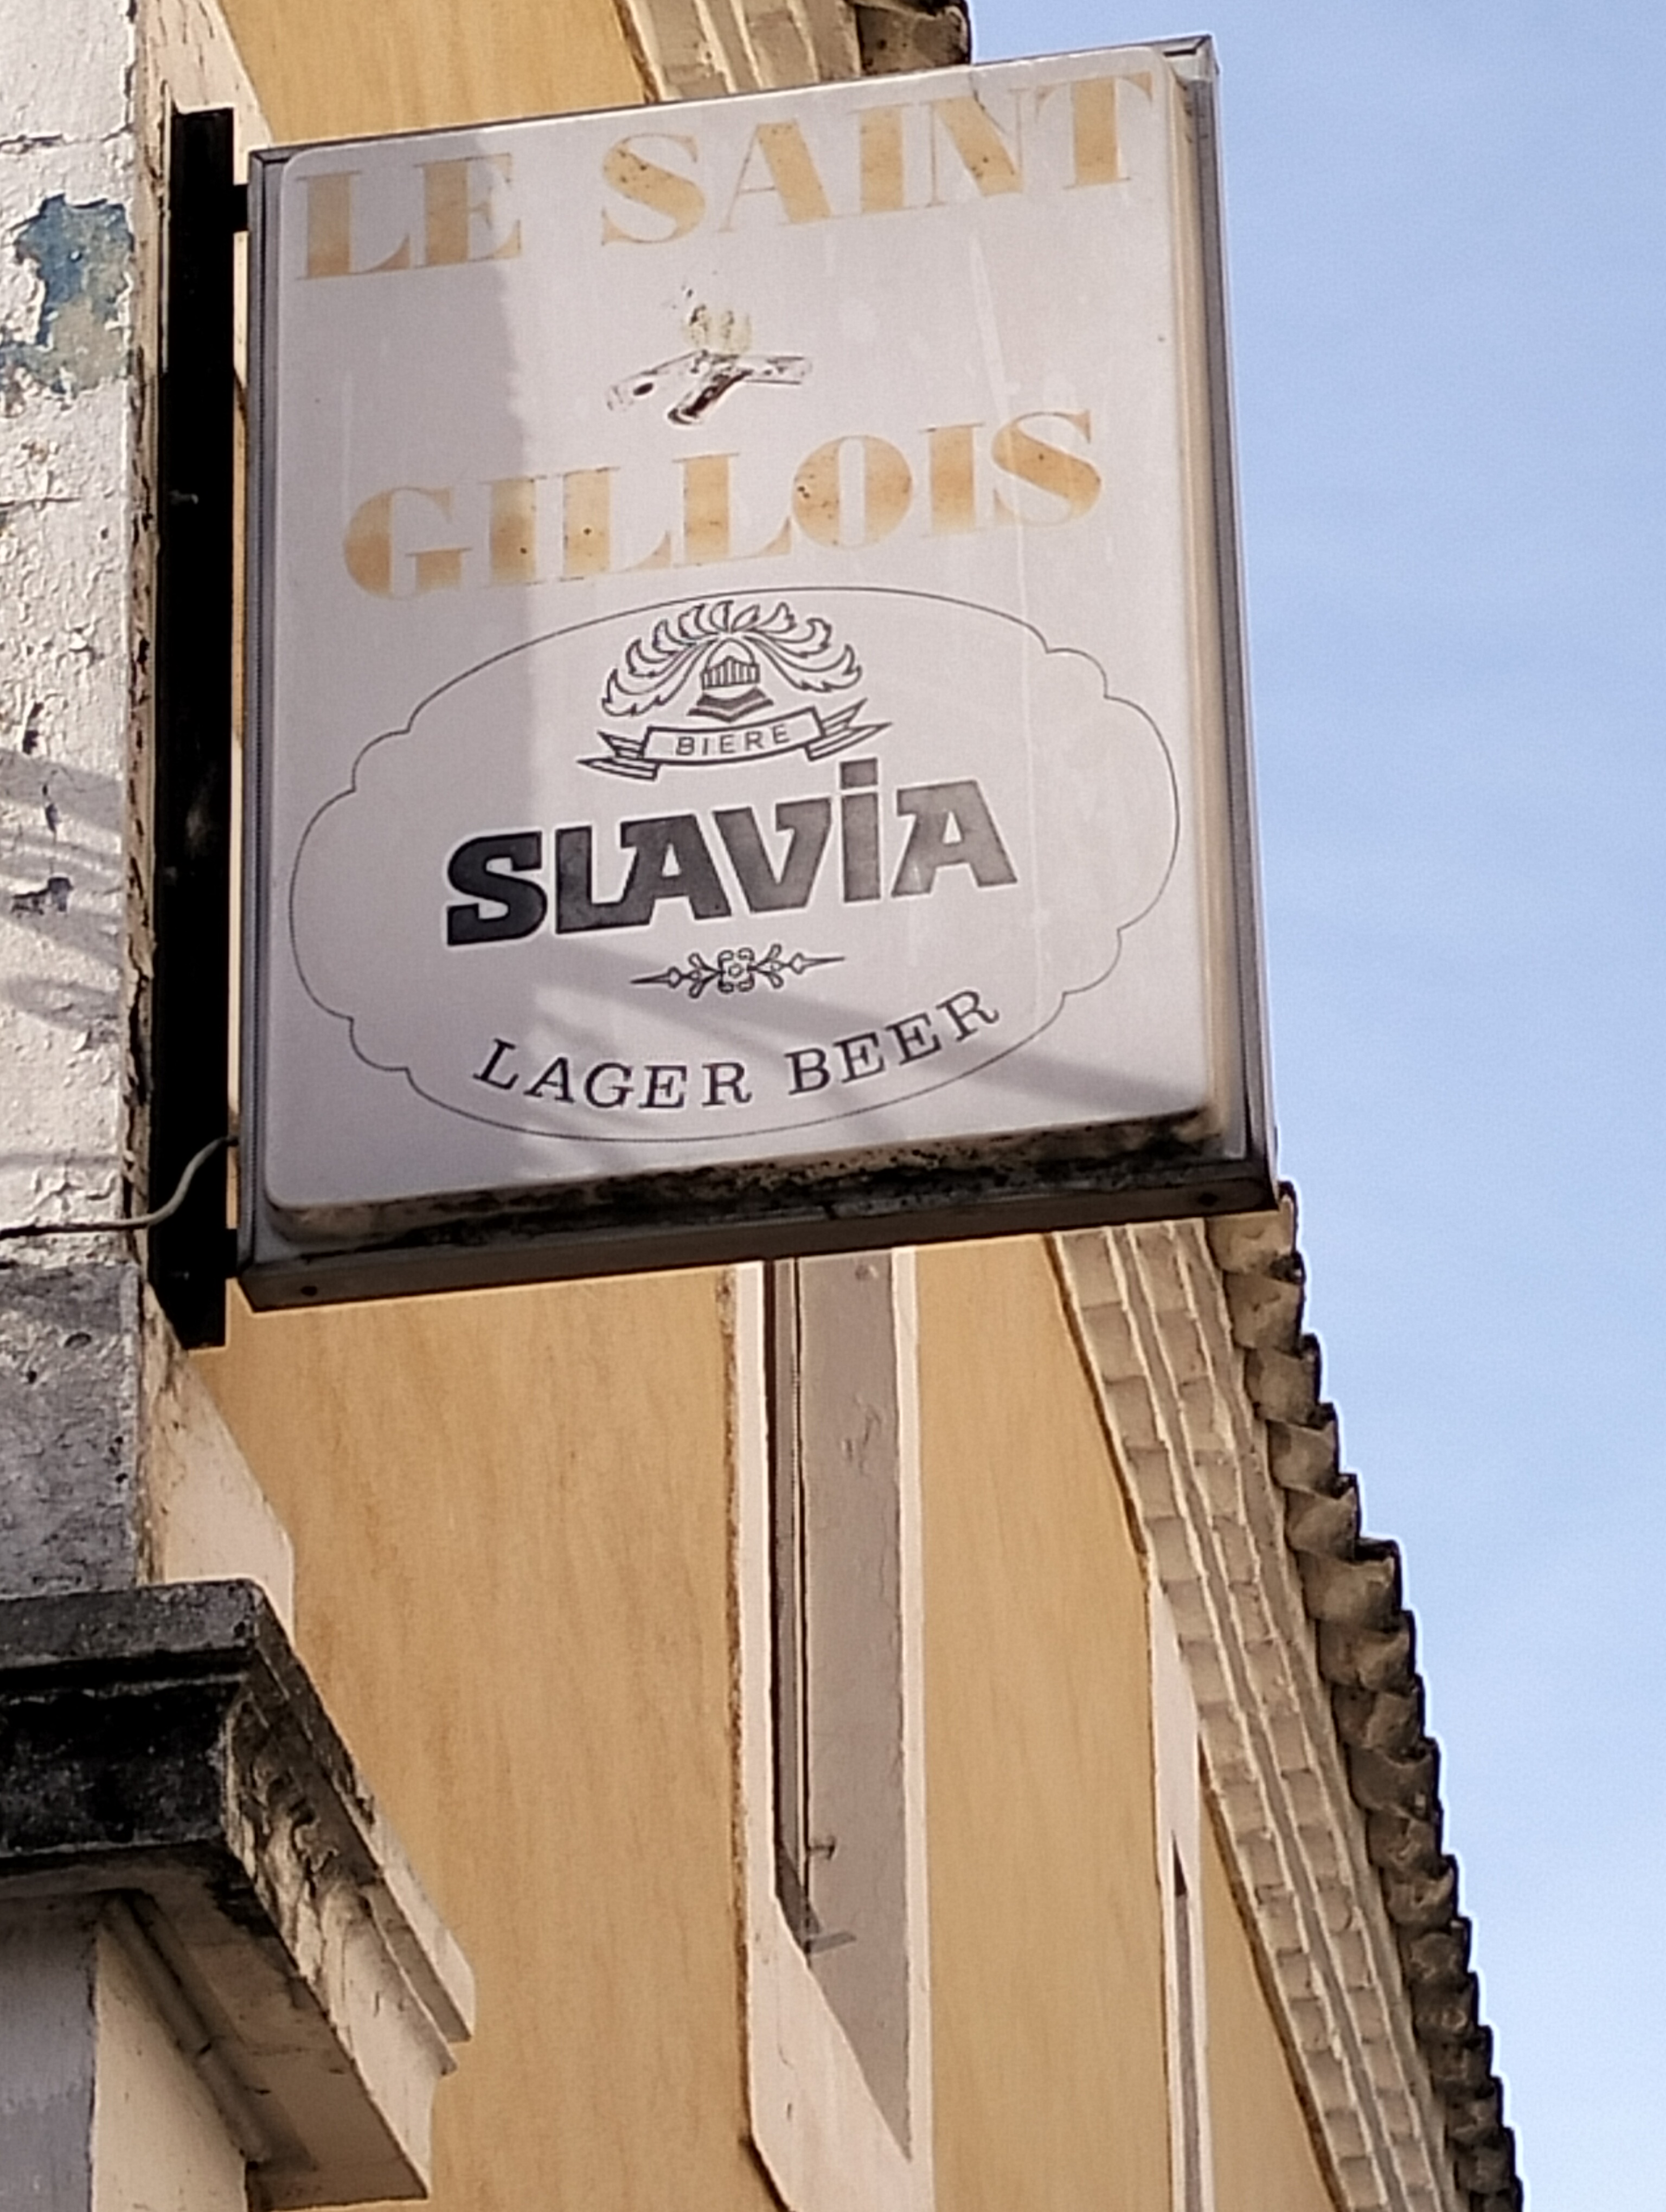 LE SAINT
GILLOIS
BIERE
SLAViA
LAGER BEER